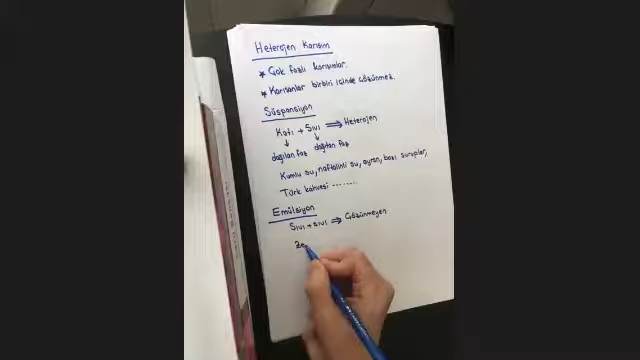 Heterojen Karışım
* Çok fazlı karışımlar.
* Karışanlar birbiri içinde çözünmez.
Süspansiyon
Katı + Sıvı ⟹ Heterojen
↓ ↓
dağılan faz dağıtan faz
Kumlu su, naftalinli su, ayran, bazı şuruplar,
Türk kahvesi --------
Emülsiyon
Sıvı + sıvı ⟹ Çözünmeyen
Ze